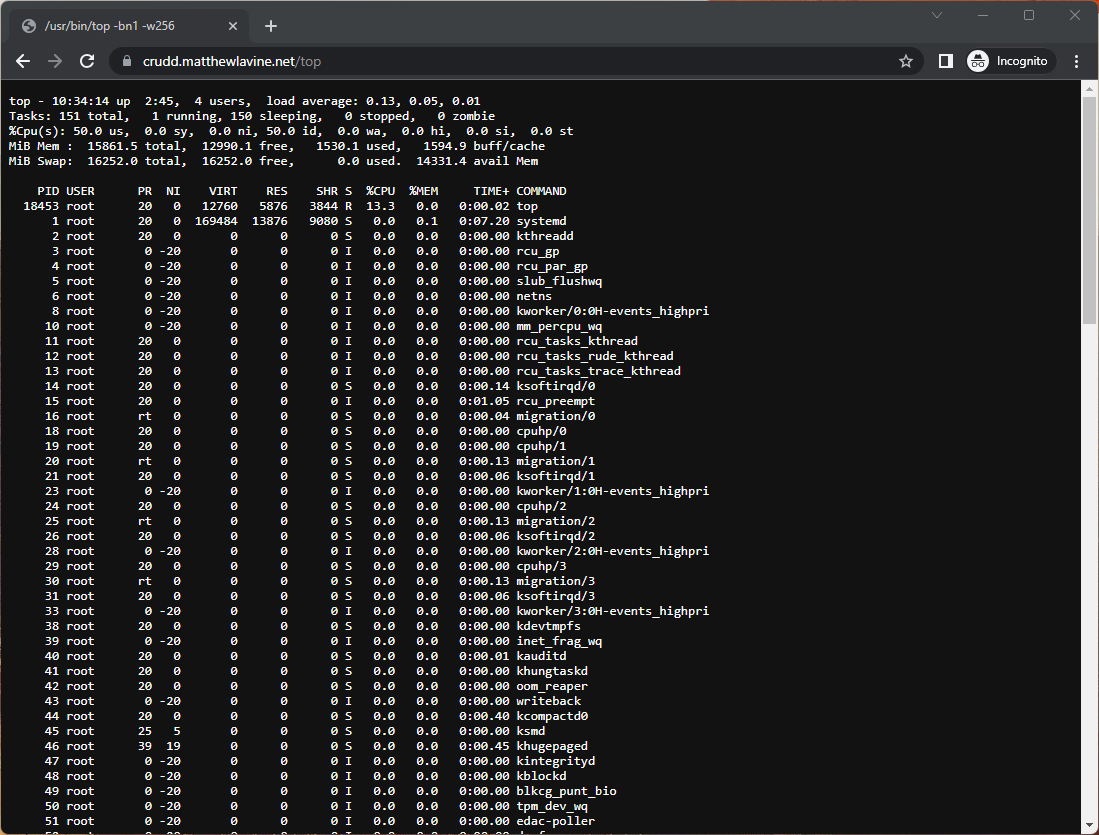 /usr/bin/top -bn1 -w256
crudd.matthewlavine.net/top
Incognito
top - 10:34:14 up  2:45,  4 users,  load average: 0.13, 0.05, 0.01
Tasks: 151 total,   1 running, 150 sleeping,   0 stopped,   0 zombie
%Cpu(s): 50.0 us,  0.0 sy,  0.0 ni, 50.0 id,  0.0 wa,  0.0 hi,  0.0 si,  0.0 st
MiB Mem :  15861.5 total,  12990.1 free,   1530.1 used,   1594.9 buff/cache
MiB Swap:  16252.0 total,  16252.0 free,      0.0 used.  14331.4 avail Mem
PID USER      PR  NI    VIRT    RES    SHR S  %CPU  %MEM     TIME+ COMMAND
18453 root      20   0   12760   5876   3844 R  13.3   0.0   0:00.02 top
1 root      20   0  169484  13876   9080 S   0.0   0.1   0:07.20 systemd
2 root      20   0       0      0      0 S   0.0   0.0   0:00.00 kthreadd
3 root       0 -20       0      0      0 I   0.0   0.0   0:00.00 rcu_gp
4 root       0 -20       0      0      0 I   0.0   0.0   0:00.00 rcu_par_gp
5 root       0 -20       0      0      0 I   0.0   0.0   0:00.00 slub_flushwq
6 root       0 -20       0      0      0 I   0.0   0.0   0:00.00 netns
8 root       0 -20       0      0      0 I   0.0   0.0   0:00.00 kworker/0:0H-events_highpri
10 root       0 -20       0      0      0 I   0.0   0.0   0:00.00 mm_percpu_wq
11 root      20   0       0      0      0 I   0.0   0.0   0:00.00 rcu_tasks_kthread
12 root      20   0       0      0      0 I   0.0   0.0   0:00.00 rcu_tasks_rude_kthread
13 root      20   0       0      0      0 I   0.0   0.0   0:00.00 rcu_tasks_trace_kthread
14 root      20   0       0      0      0 S   0.0   0.0   0:00.14 ksoftirqd/0
15 root      20   0       0      0      0 I   0.0   0.0   0:01.05 rcu_preempt
16 root      rt   0       0      0      0 S   0.0   0.0   0:00.04 migration/0
18 root      20   0       0      0      0 S   0.0   0.0   0:00.00 cpuhp/0
19 root      20   0       0      0      0 S   0.0   0.0   0:00.00 cpuhp/1
20 root      rt   0       0      0      0 S   0.0   0.0   0:00.13 migration/1
21 root      20   0       0      0      0 S   0.0   0.0   0:00.06 ksoftirqd/1
23 root       0 -20       0      0      0 I   0.0   0.0   0:00.00 kworker/1:0H-events_highpri
24 root      20   0       0      0      0 S   0.0   0.0   0:00.00 cpuhp/2
25 root      rt   0       0      0      0 S   0.0   0.0   0:00.13 migration/2
26 root      20   0       0      0      0 S   0.0   0.0   0:00.06 ksoftirqd/2
28 root       0 -20       0      0      0 I   0.0   0.0   0:00.00 kworker/2:0H-events_highpri
29 root      20   0       0      0      0 S   0.0   0.0   0:00.00 cpuhp/3
30 root      rt   0       0      0      0 S   0.0   0.0   0:00.13 migration/3
31 root      20   0       0      0      0 S   0.0   0.0   0:00.06 ksoftirqd/3
33 root       0 -20       0      0      0 I   0.0   0.0   0:00.00 kworker/3:0H-events_highpri
38 root      20   0       0      0      0 S   0.0   0.0   0:00.00 kdevtmpfs
39 root       0 -20       0      0      0 I   0.0   0.0   0:00.00 inet_frag_wq
40 root      20   0       0      0      0 S   0.0   0.0   0:00.01 kauditd
41 root      20   0       0      0      0 S   0.0   0.0   0:00.00 khungtaskd
42 root      20   0       0      0      0 S   0.0   0.0   0:00.00 oom_reaper
43 root       0 -20       0      0      0 I   0.0   0.0   0:00.00 writeback
44 root      20   0       0      0      0 S   0.0   0.0   0:00.40 kcompactd0
45 root      25   5       0      0      0 S   0.0   0.0   0:00.00 ksmd
46 root      39  19       0      0      0 S   0.0   0.0   0:00.45 khugepaged
47 root       0 -20       0      0      0 I   0.0   0.0   0:00.00 kintegrityd
48 root       0 -20       0      0      0 I   0.0   0.0   0:00.00 kblockd
49 root       0 -20       0      0      0 I   0.0   0.0   0:00.00 blkcg_punt_bio
50 root       0 -20       0      0      0 I   0.0   0.0   0:00.00 tpm_dev_wq
51 root       0 -20       0      0      0 I   0.0   0.0   0:00.00 edac-poller